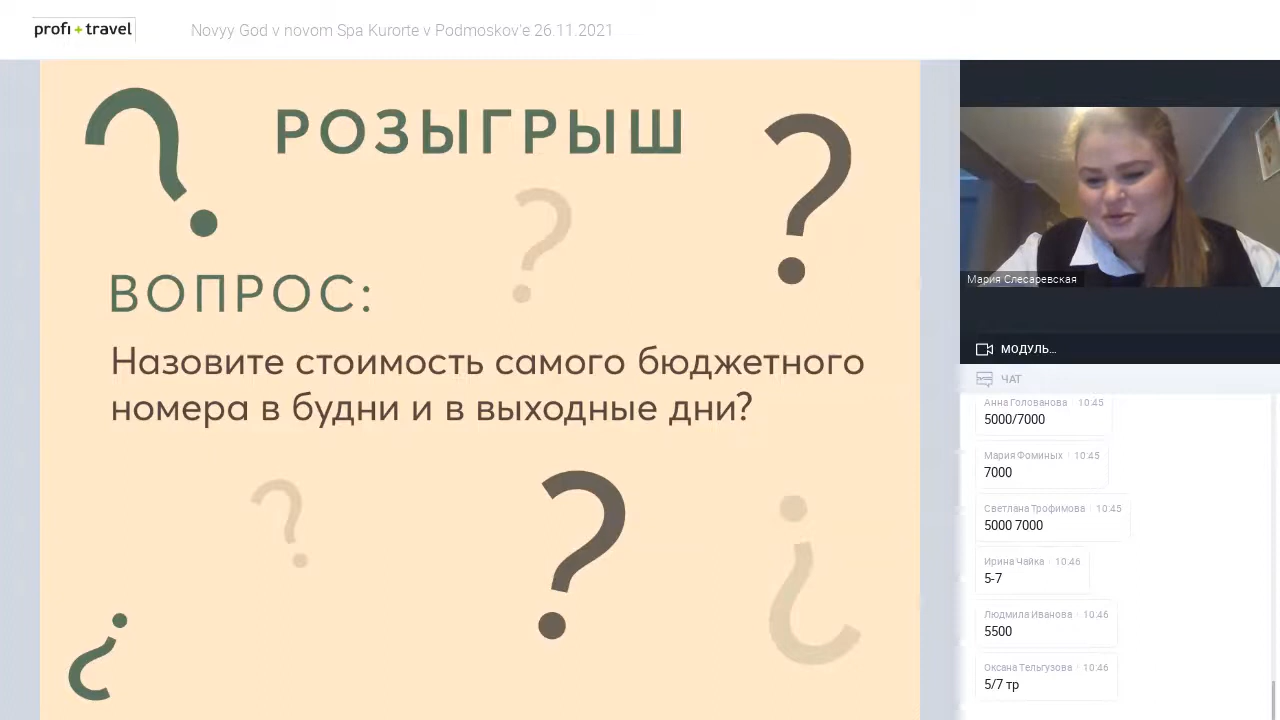 profi+travel
Novyy God v novom Spa Kurorte v Podmoskov'e 26.11.2021
РОЗЫГРЫШ
ВОПРОС:
Назовите стоимость самого бюджетного
номера в будни и в выходные дни?
Мария Слесаревская
МОДУЛЬ…
ЧАТ
Анна Голованова · 10:45
5000/7000
Мария Фоминых · 10:45
7000
Светлана Трофимова · 10:45
5000 7000
Ирина Чайка · 10:46
5-7
Людмила Иванова · 10:46
5500
Оксана Тельгузова · 10:46
5/7 тр